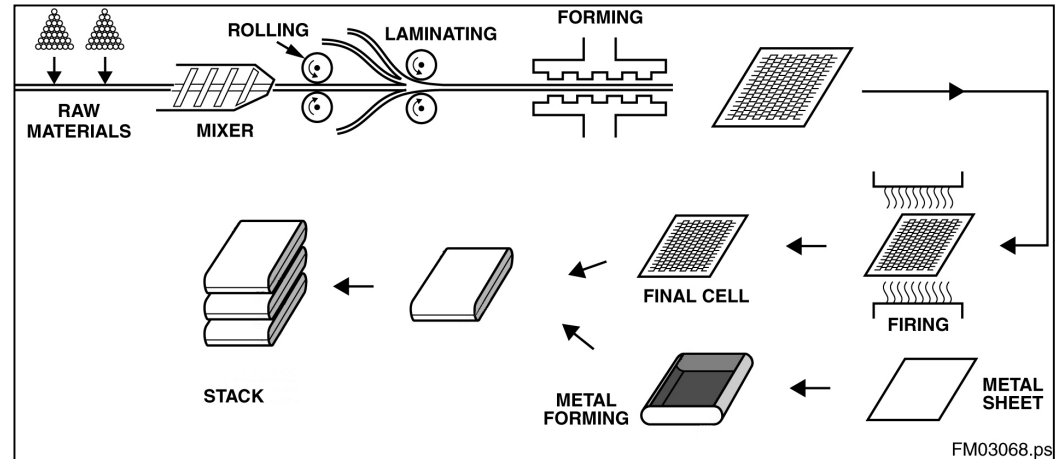 FORMING
ROLLING
LAMINATING
RAW
MATERIALS
MIXER
FINAL CELL
FIRING
STACK
METAL
FORMING
METAL
SHEET
FM03068.ps